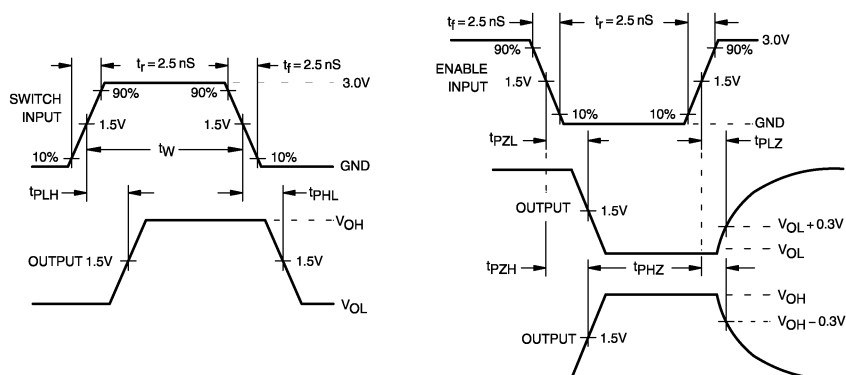 tr = 2.5 nS
tf = 2.5 nS
3.0V
90%
90%
SWITCH
INPUT
1.5V
1.5V
tW
10%
10%
GND
tPLH
tPHL
VOH
OUTPUT 1.5V
1.5V
VOL
tf = 2.5 nS
tr = 2.5 nS
3.0V
90%
90%
ENABLE
INPUT
1.5V
1.5V
10%
10%
GND
tPZL
tPLZ
OUTPUT
1.5V
VOL + 0.3V
VOL
tPZH
tPHZ
VOH
VOH – 0.3V
OUTPUT
1.5V